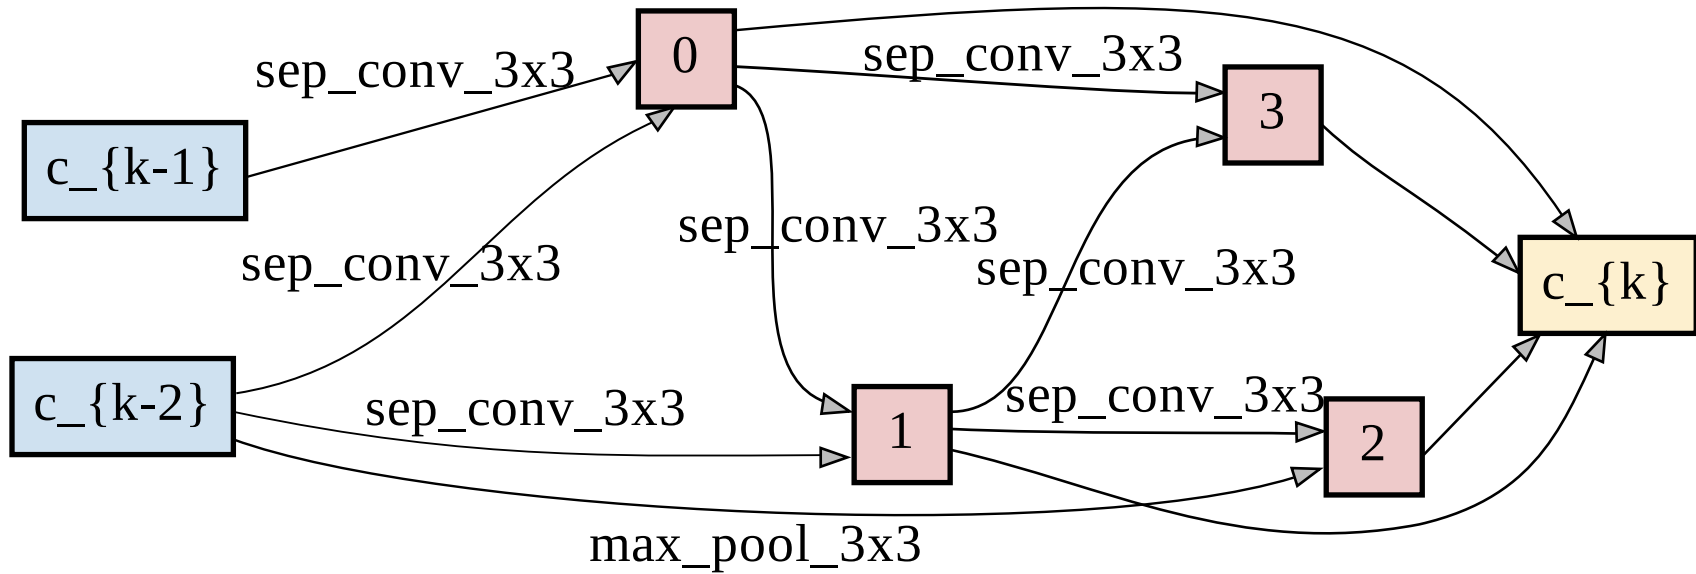 0
sep_conv_3x3
sep_conv_3x3
3
c_{k-1}
sep_conv_3x3
sep_conv_3x3
sep_conv_3x3
c_{k}
c_{k-2}
sep_conv_3x3
sep_conv_3x3
1
2
max_pool_3x3